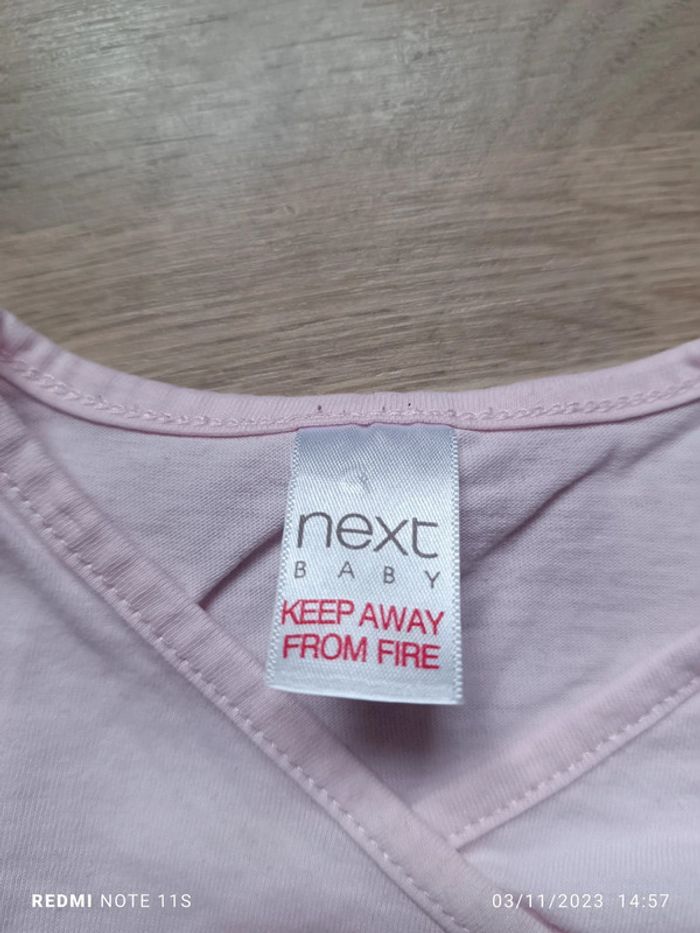 next
BABY
KEEP AWAY
FROM FIRE
REDMI NOTE 11S
03/11/2023 14:57